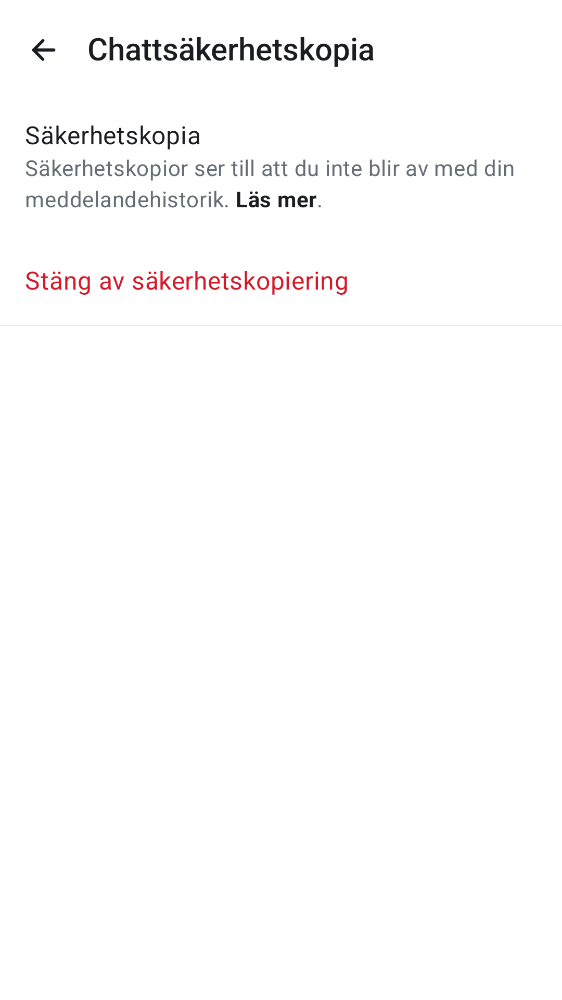 Chattsäkerhetskopia
Säkerhetskopia
Säkerhetskopior ser till att du inte blir av med din
meddelandehistorik. Läs mer.
Stäng av säkerhetskopiering